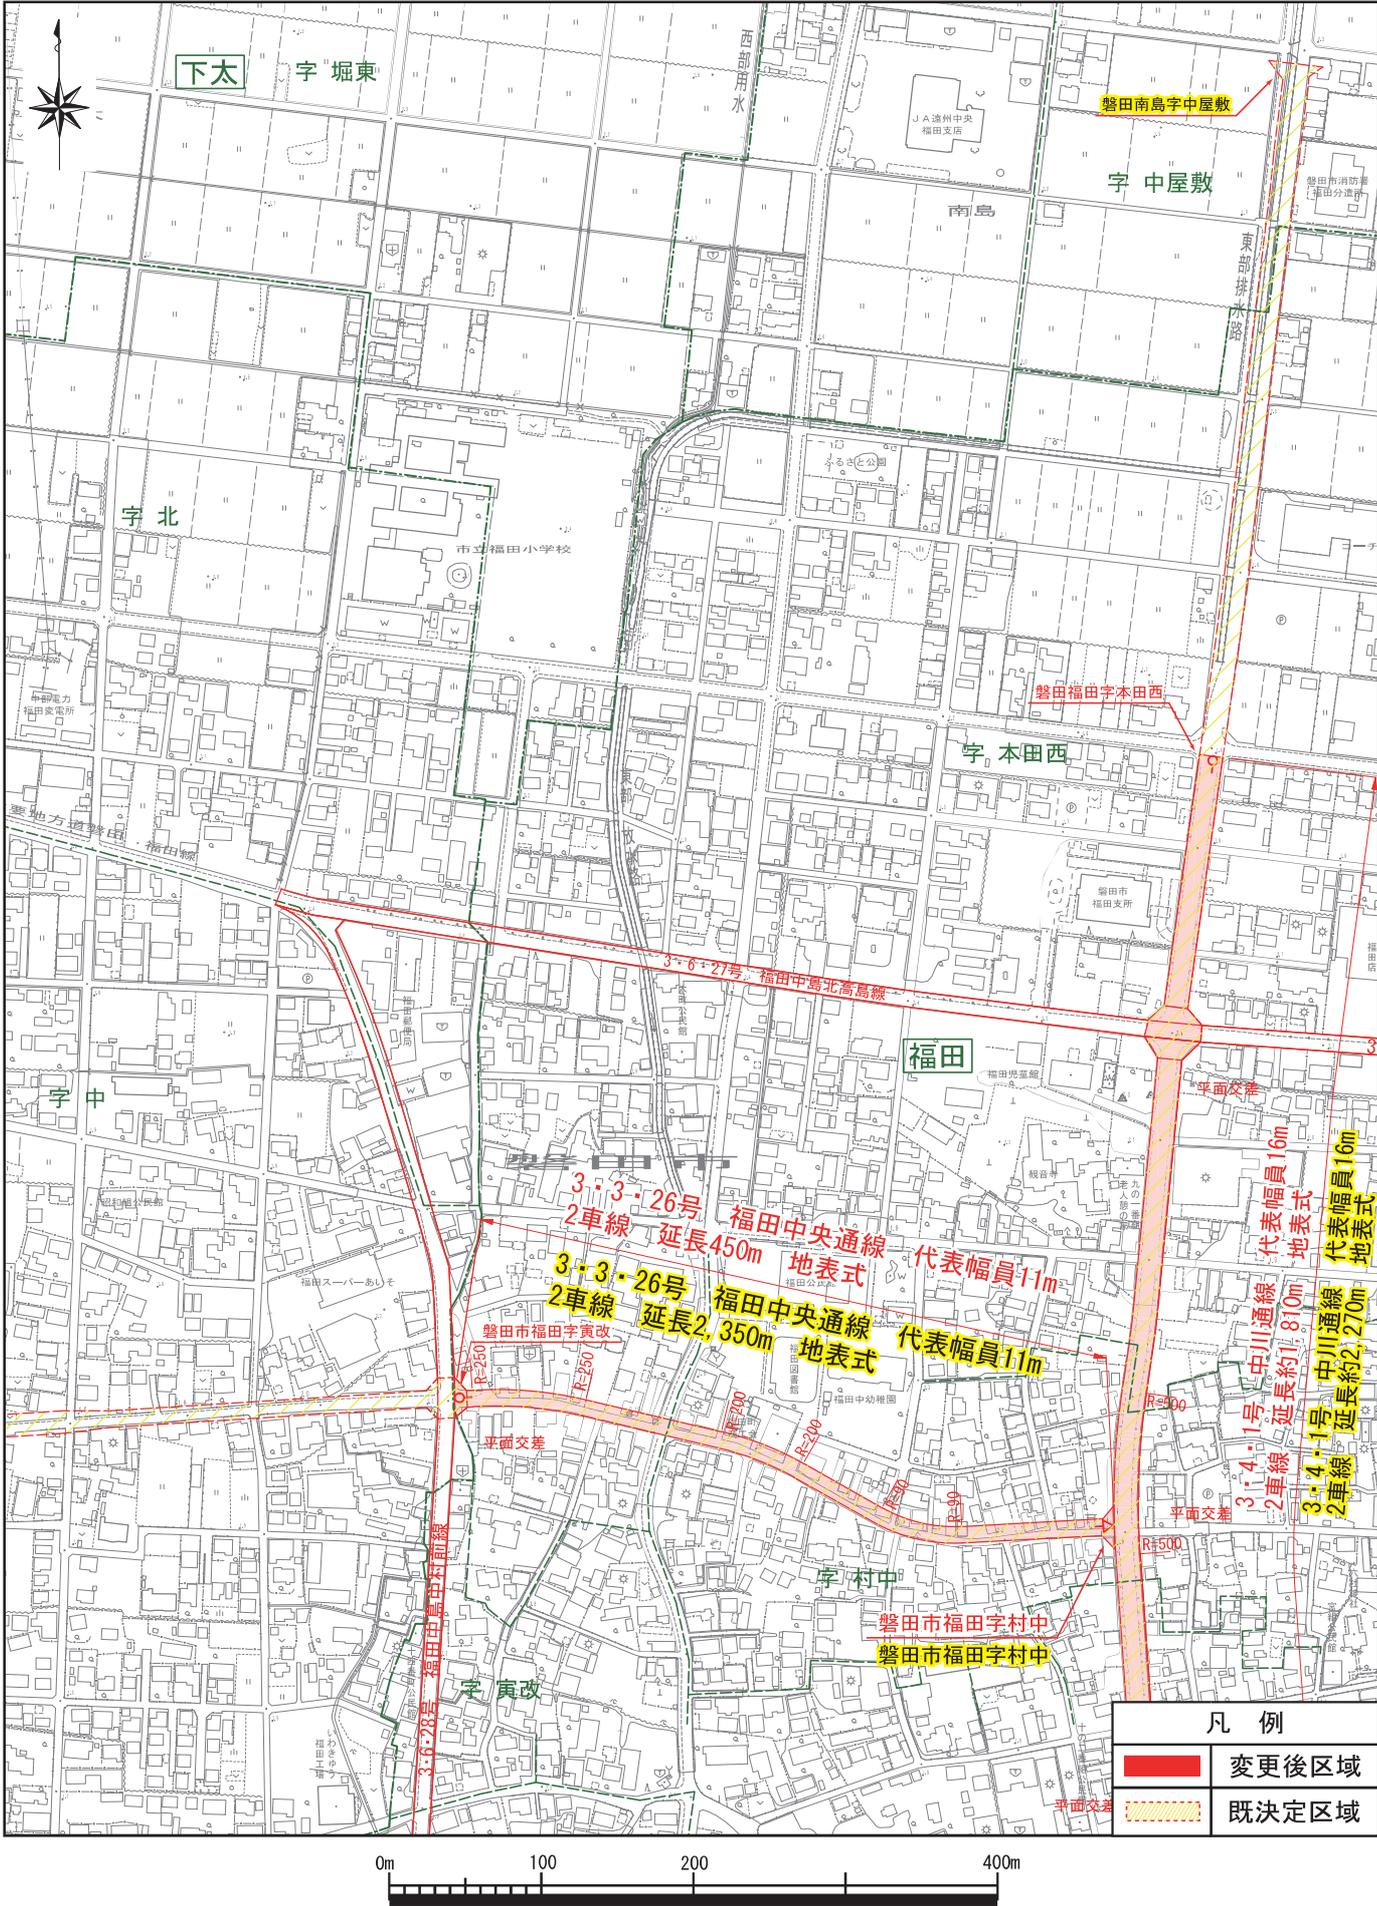 下太
字 堀東
西部用水
JA遠州中央
福田支店
磐田南島字中屋敷
字 中屋敷
磐田市消防署
福田分遣所
南島
東部排水路
ふるさと公園
字 北
市立福田小学校
中部電力
福田変電所
磐田福田字本田西
字 本田西
要地方道磐田
福田線
磐田市
福田支所
3・6・27号 福田中島北高島線
福田郵便局
福田
福田児童館
平面交差
字 中
磐田市
観音寺
昭和組公民館
3・3・26号 福田中央通線 代表幅員11m
2車線 延長450m 地表式
3・3・26号 福田中央通線 代表幅員11m
2車線 延長2,350m 地表式
3・4・1号 中川通線 代表幅員16m
2車線 延長約1,810m 地表式
3・4・1号 中川通線 代表幅員16m
2車線 延長約2,270m 地表式
福田公民館
福田スーパーあいそ
磐田市福田字寅改
R=250
R=250
福田図書館
福田中幼稚園
R=200
R=200
R=500
平面交差
R=90
R=90
平面交差
R=500
字 村中
磐田市福田字村中
磐田市福田字村中
3・6・28号 福田中島中村前線
字 寅改
平面交差
凡 例
変更後区域
既決定区域
0m 100 200 400m